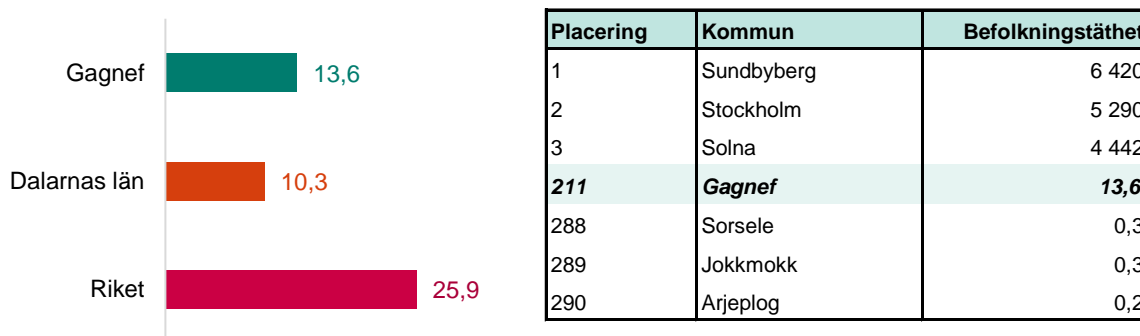 Gagnef 13,6
Dalarnas län 10,3
Riket 25,9
Placering Kommun Befolkningstäthet
1 Sundbyberg 6 420
2 Stockholm 5 290
3 Solna 4 442
211 Gagnef 13,6
288 Sorsele 0,3
289 Jokkmokk 0,3
290 Arjeplog 0,2